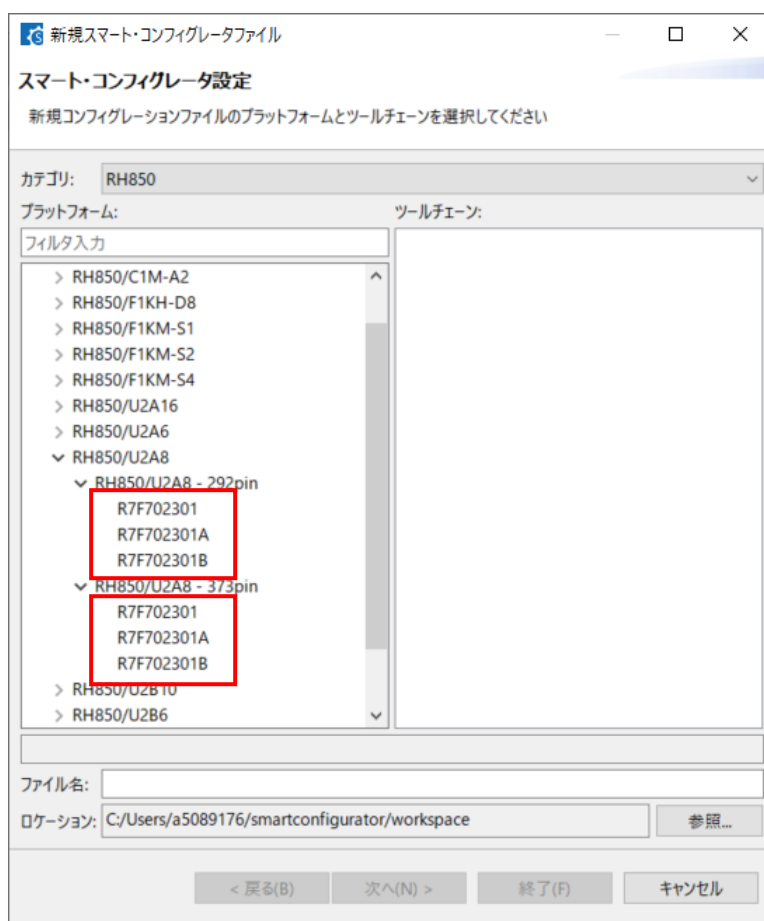 新規スマート・コンフィグレータファイル
スマート・コンフィグレータ設定
新規コンフィグレーションファイルのプラットフォームとツールチェーンを選択してください
カテゴリ: RH850
プラットフォーム: ツールチェーン:
フィルタ入力
RH850/C1M-A2
RH850/F1KH-D8
RH850/F1KM-S1
RH850/F1KM-S2
RH850/F1KM-S4
RH850/U2A16
RH850/U2A6
RH850/U2A8
RH850/U2A8 - 292pin
R7F702301
R7F702301A
R7F702301B
RH850/U2A8 - 373pin
R7F702301
R7F702301A
R7F702301B
RH850/U2B10
RH850/U2B6
ファイル名:
ロケーション: C:/Users/a5089176/smartconfigurator/workspace 参照...
< 戻る(B) 次へ(N) > 終了(F) キャンセル